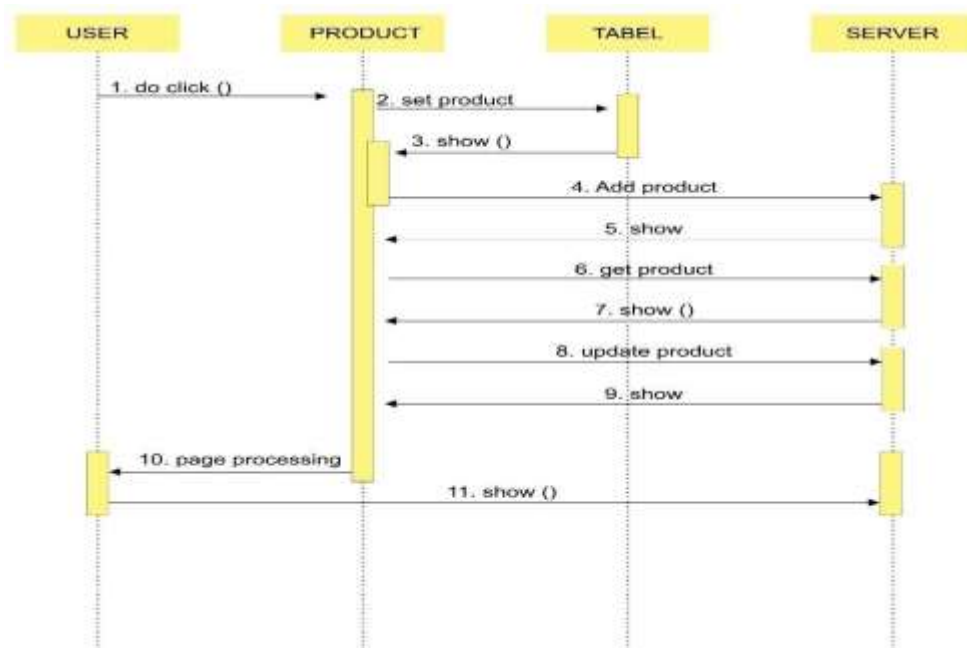 USER
PRODUCT
TABEL
SERVER
1. do click ()
2. set product
3. show ()
4. Add product
5. show
6. get product
7. show ()
8. update product
9. show
10. page processing
11. show ()